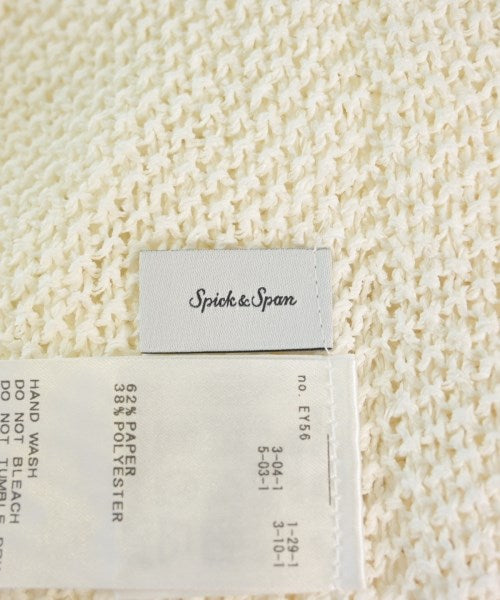 Spick & Span
no. EY56
3-04-1 1-29-1
5-03-1 3-10-1
62% PAPER
38% POLYESTER
HAND WASH
DO NOT BLEACH
DO NOT TUMBLE DRY